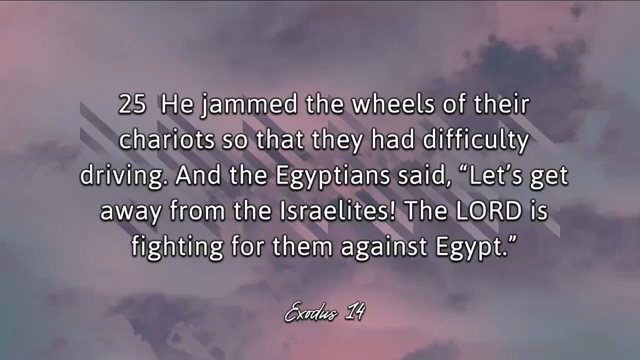 25 He jammed the wheels of their
chariots so that they had difficulty
driving. And the Egyptians said, “Let’s get
away from the Israelites! The LORD is
fighting for them against Egypt.”
Exodus 14